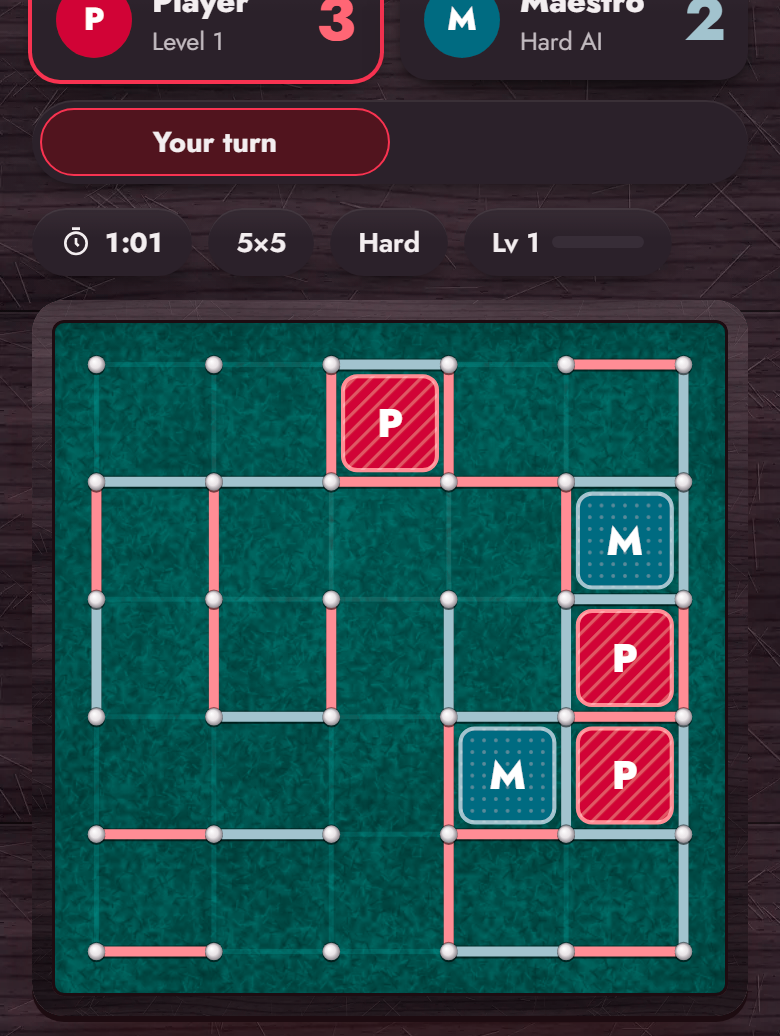 P Player 3
Level 1
M Maestro 2
Hard AI
Your turn
1:01 5×5 Hard Lv 1
P
M
P
M P